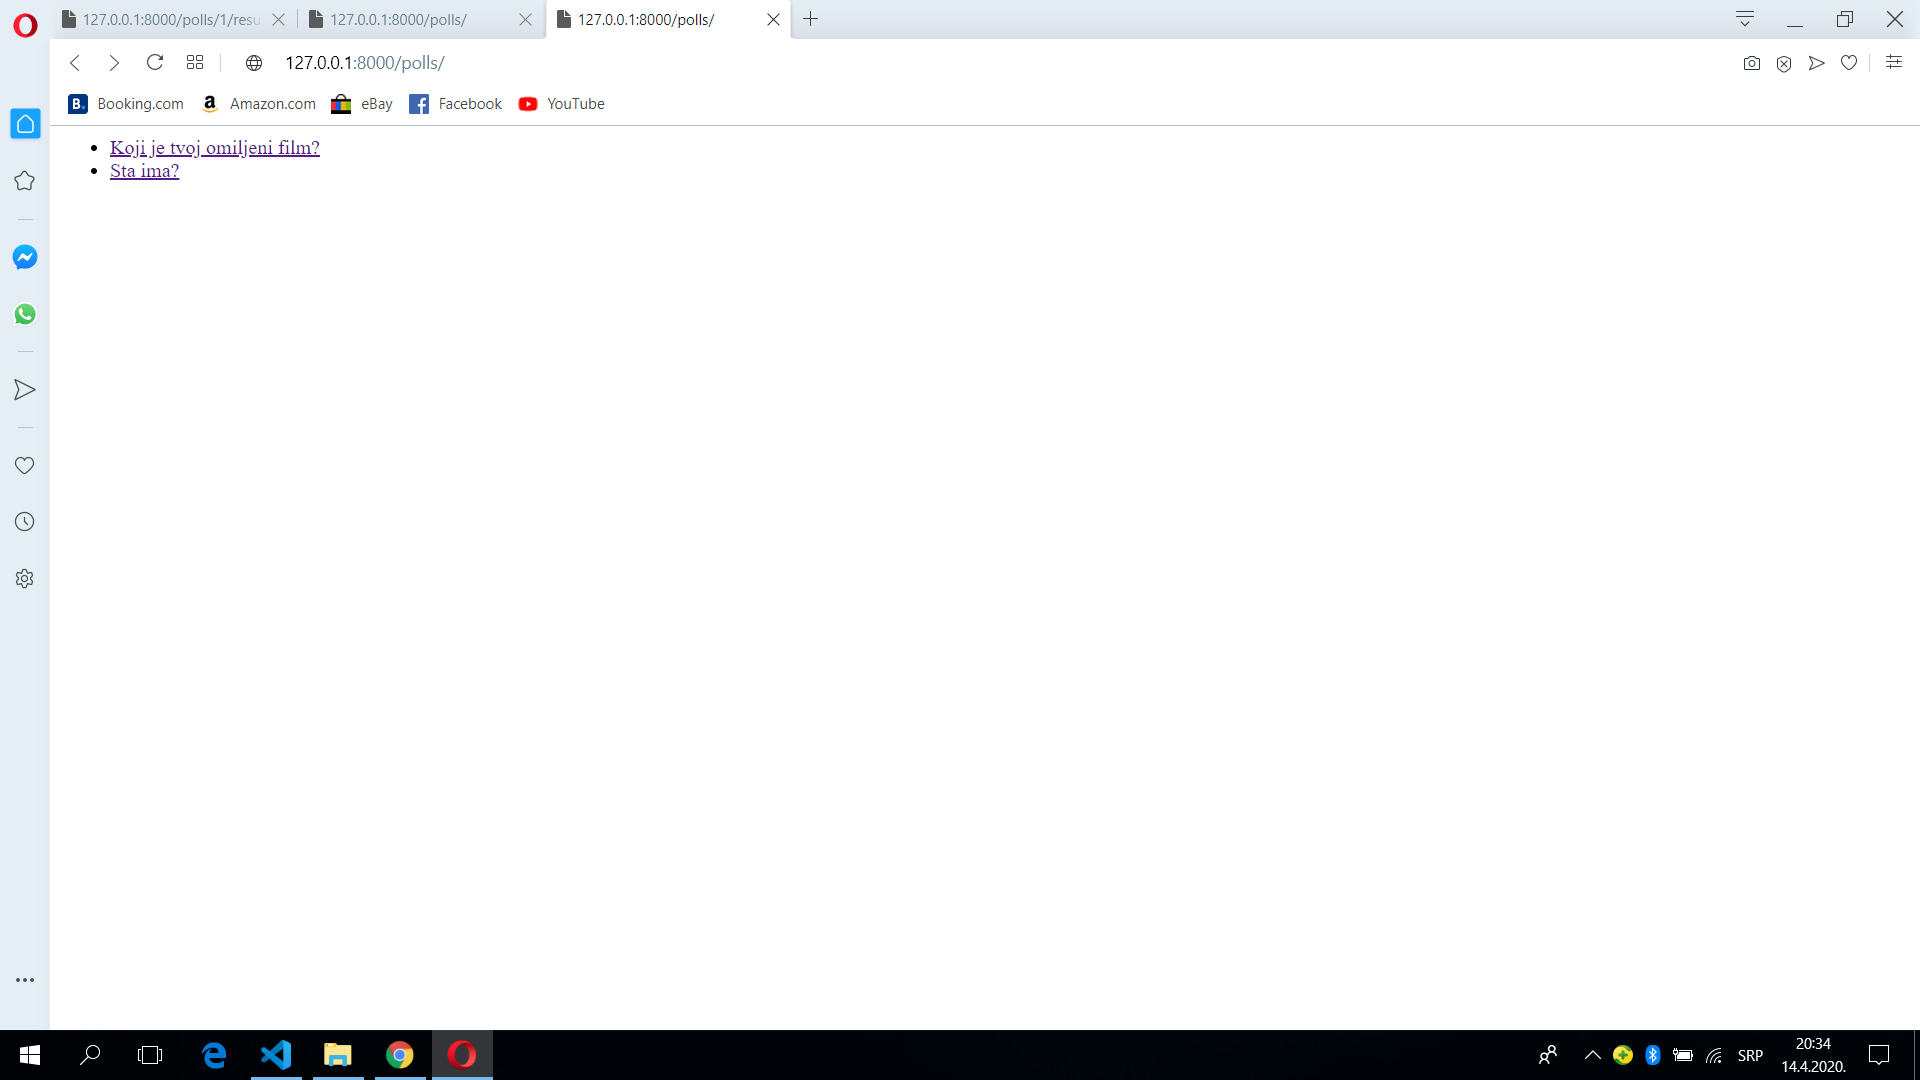 127.0.0.1:8000/polls/1/resu
127.0.0.1:8000/polls/
127.0.0.1:8000/polls/
127.0.0.1:8000/polls/
Booking.com
Amazon.com
eBay
Facebook
YouTube
Koji je tvoj omiljeni film?
Sta ima?
SRP
20:34
14.4.2020.